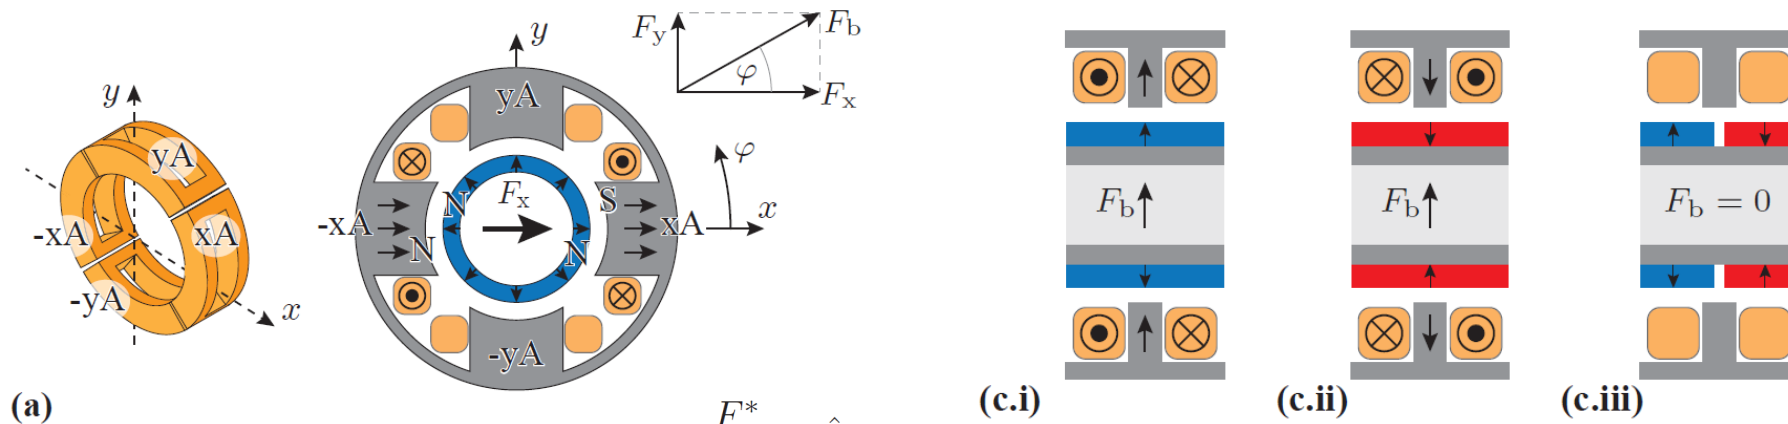 y
yA
-xA
xA
-yA
x
(a)
y
F_y
F_b
φ
F_x
yA
φ
N
F_x
S
-xA
xA
x
N
N
-yA
F*
^
F_b
(c.i)
F_b
(c.ii)
F_b = 0
(c.iii)